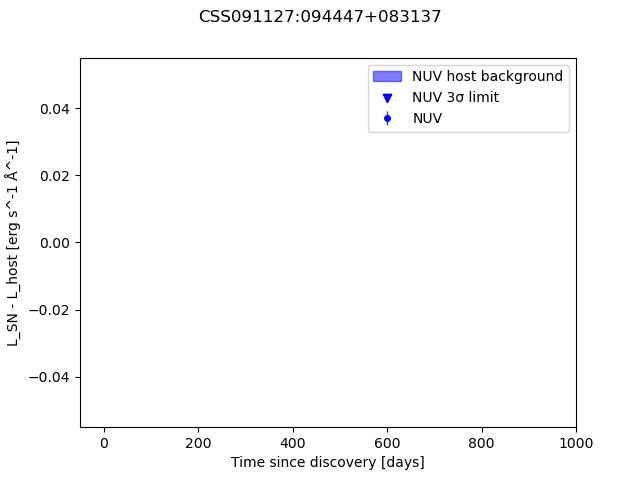 CSS091127:094447+083137
NUV host background
NUV 3σ limit
NUV
0.04
0.02
0.00
−0.02
−0.04
L_SN - L_host [erg s^-1 Å^-1]
0 200 400 600 800 1000
Time since discovery [days]